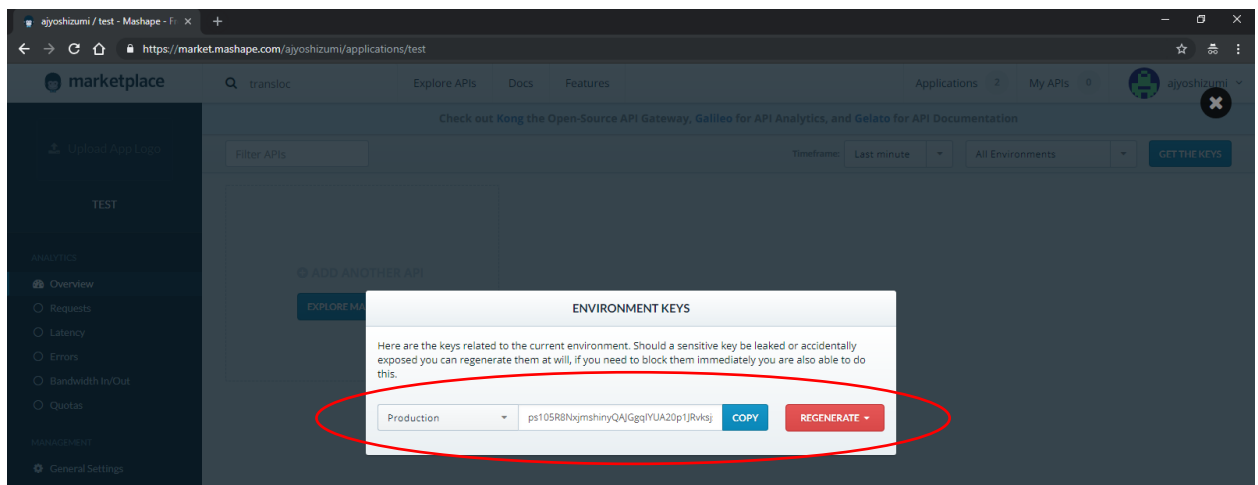 ajyoshizumi / test - Mashape - Fr
https://market.mashape.com/ajyoshizumi/applications/test
marketplace
transloc
Explore APIs
Docs
Features
Applications 2
My APIs 0
ajyoshizumi
Check out Kong the Open-Source API Gateway, Galileo for API Analytics, and Gelato for API Documentation
Upload App Logo
Filter APIs
Timeframe: Last minute
All Environments
GET THE KEYS
TEST
ANALYTICS
Overview
Requests
Latency
Errors
Bandwidth In/Out
Quotas
MANAGEMENT
General Settings
ADD ANOTHER API
EXPLORE MA
ENVIRONMENT KEYS
Here are the keys related to the current environment. Should a sensitive key be leaked or accidentally
exposed you can regenerate them at will, if you need to block them immediately you are also able to do
this.
Production
COPY
REGENERATE